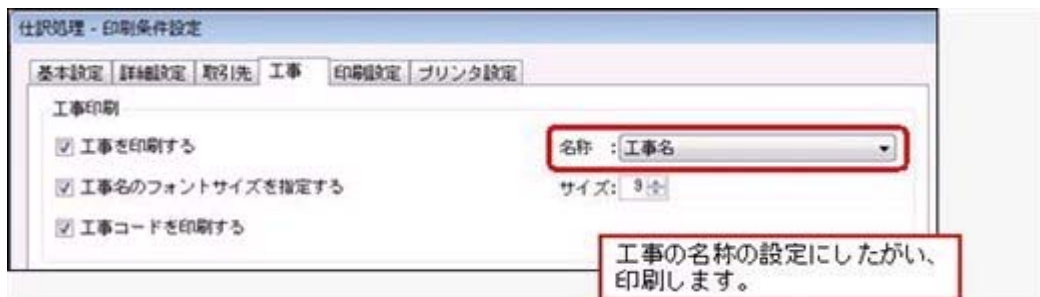 仕訳処理 - 印刷条件設定
基本設定 詳細設定 取引先 工事 印刷設定 プリンタ設定
工事印刷
工事を印刷する 名称 : 工事名
工事名のフォントサイズを指定する サイズ: 9
工事コードを印刷する
工事の名称の設定にしたがい、
印刷します。